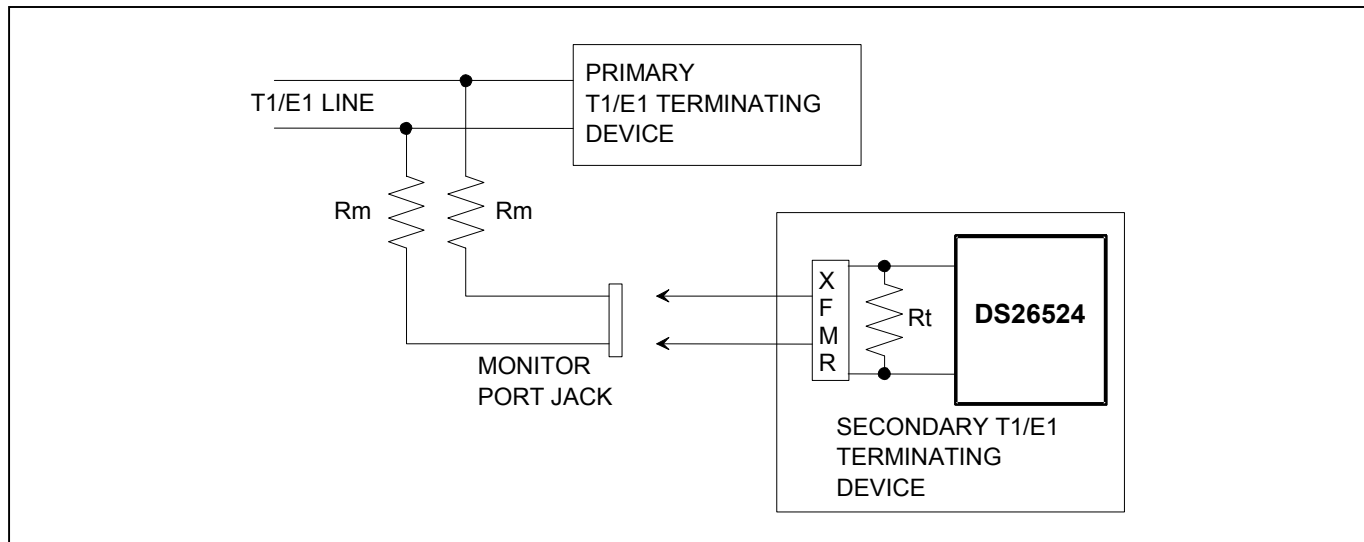 PRIMARY
T1/E1 TERMINATING
DEVICE
T1/E1 LINE
Rm
Rm
X
F
M
R
Rt
DS26524
MONITOR
PORT JACK
SECONDARY T1/E1
TERMINATING
DEVICE